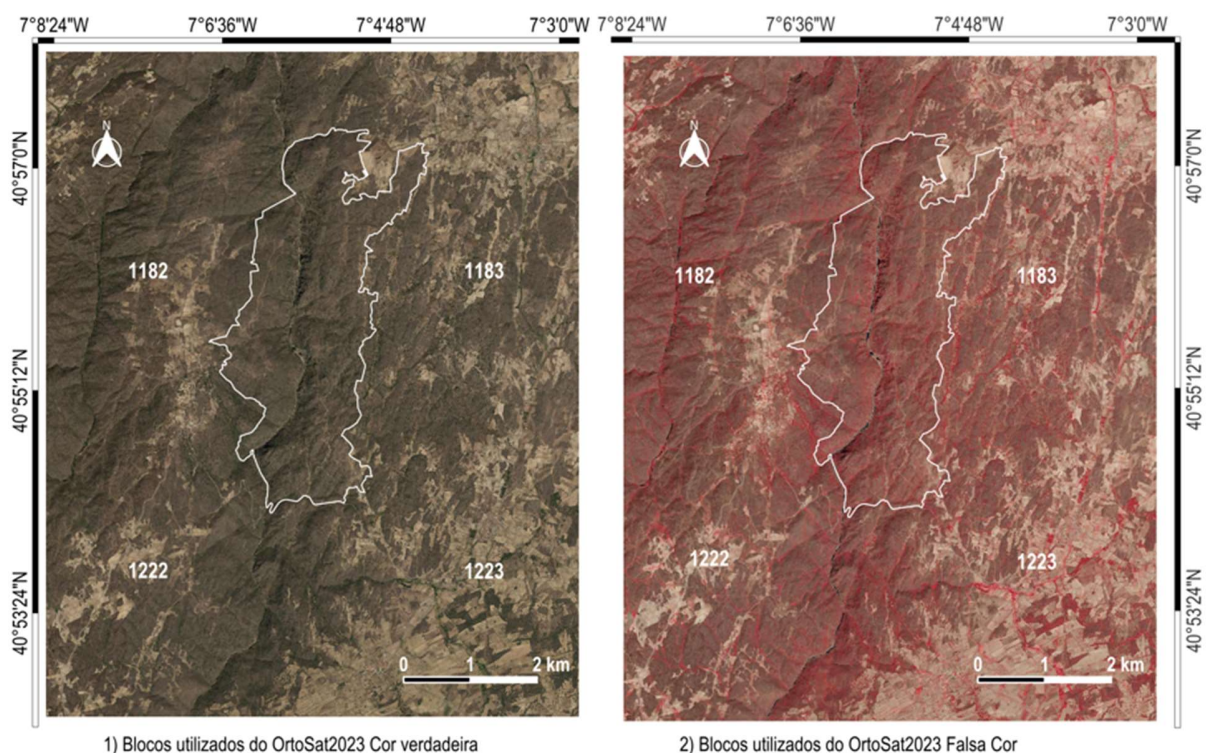 7°8'24"W 7°6'36"W 7°4'48"W 7°3'0"W 7°8'24"W 7°6'36"W 7°4'48"W 7°3'0"W
N N
40°57'0"N 40°57'0"N
1182 1183 1182 1183
40°55'12"N 40°55'12"N
1222 1223 1222 1223
40°53'24"N 40°53'24"N
0 1 2 km 0 1 2 km
1) Blocos utilizados do OrtoSat2023 Cor verdadeira 2) Blocos utilizados do OrtoSat2023 Falsa Cor